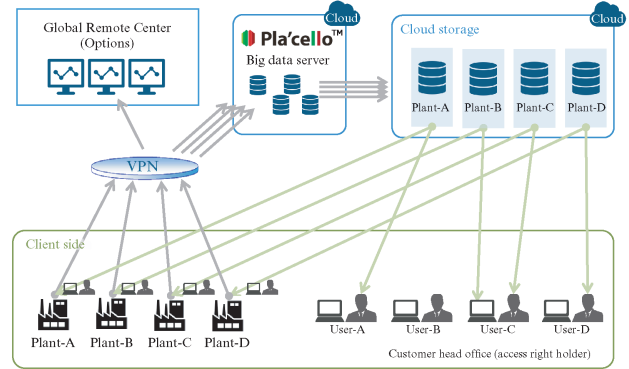 Global Remote Center
(Options)
Cloud
Pla'cello™
Big data server
Cloud
Cloud storage
Plant-A
Plant-B
Plant-C
Plant-D
VPN
Client side
Plant-A
Plant-B
Plant-C
Plant-D
User-A
User-B
User-C
User-D
Customer head office (access right holder)